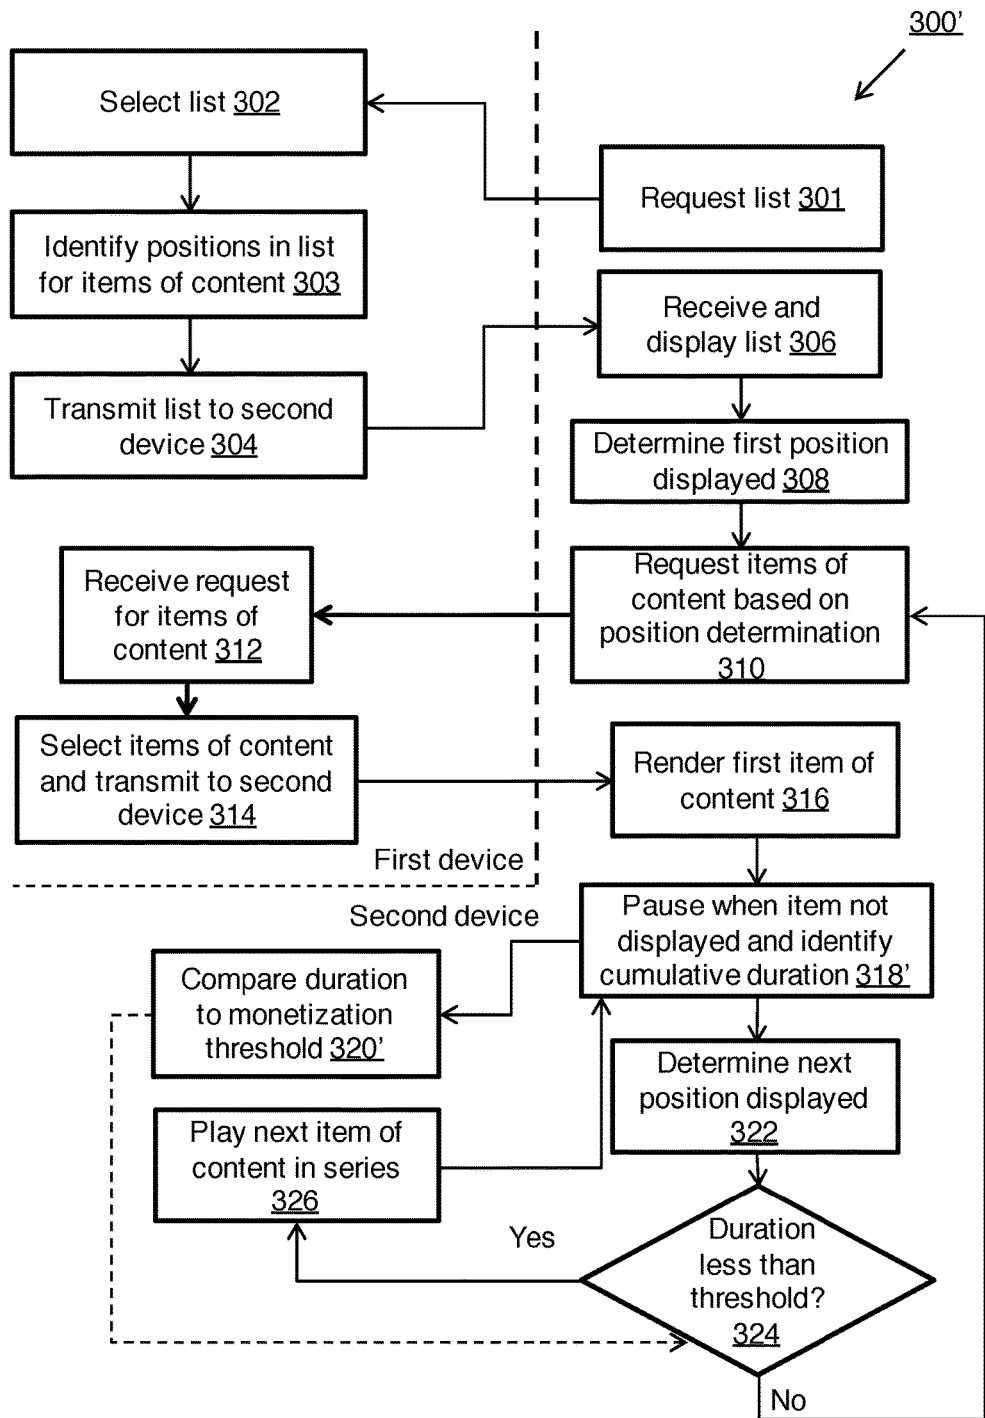 300'
Select list 302
Request list 301
Identify positions in list
for items of content 303
Receive and
display list 306
Transmit list to second
device 304
Determine first position
displayed 308
Request items of
content based on
position determination
310
Receive request
for items of
content 312
Select items of content
and transmit to second
device 314
Render first item of
content 316
First device
Second device
Pause when item not
displayed and identify
cumulative duration 318'
Compare duration
to monetization
threshold 320'
Determine next
position displayed
322
Play next item of
content in series
326
Yes
Duration
less than
threshold?
324
No